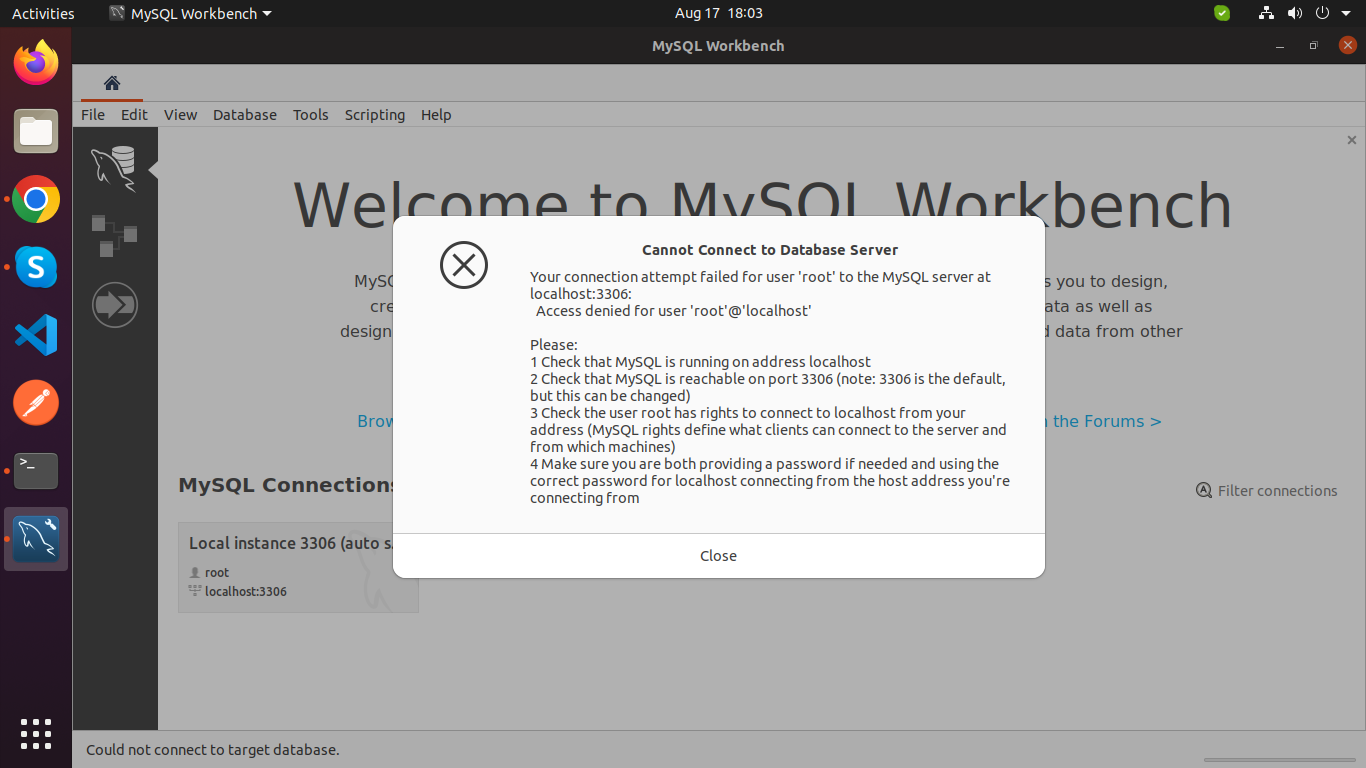 Activities
MySQL Workbench
Aug 17 18:03
MySQL Workbench
File Edit View Database Tools Scripting Help
Welcome to MySQL Workbench
s you to design,
ata as well as
design
d data from other
Brow
the Forums >
MySQL Connections
Filter connections
Local instance 3306 (auto s
root
localhost:3306
Cannot Connect to Database Server
Your connection attempt failed for user 'root' to the MySQL server at
localhost:3306:
Access denied for user 'root'@'localhost'
Please:
1 Check that MySQL is running on address localhost
2 Check that MySQL is reachable on port 3306 (note: 3306 is the default,
but this can be changed)
3 Check the user root has rights to connect to localhost from your
address (MySQL rights define what clients can connect to the server and
from which machines)
4 Make sure you are both providing a password if needed and using the
correct password for localhost connecting from the host address you're
connecting from
Close
Could not connect to target database.